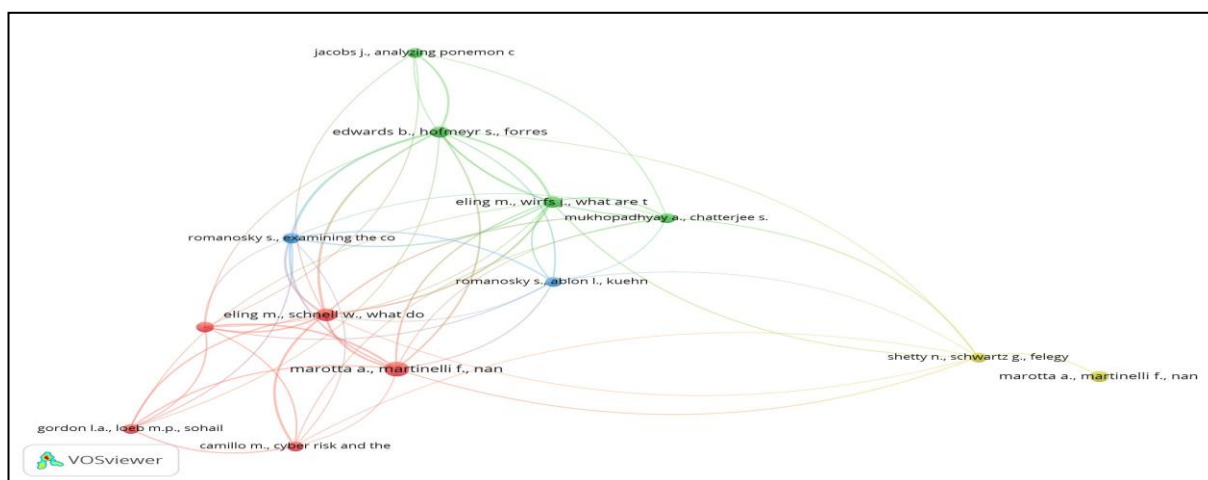 jacobs j., analyzing ponemon c
edwards b., hofmeyr s., forres
eling m., wirfs j., what are t
mukhopadhyay a., chatterjee s.
romanosky s., examining the co
romanosky s., ablon l., kuehn
eling m., schnell w., what do
shetty n., schwartz g., felegy
marotta a., martinelli f., nan
marotta a., martinelli f., nan
gordon l.a., loeb m.p., sohail
camillo m., cyber risk and the
VOSviewer